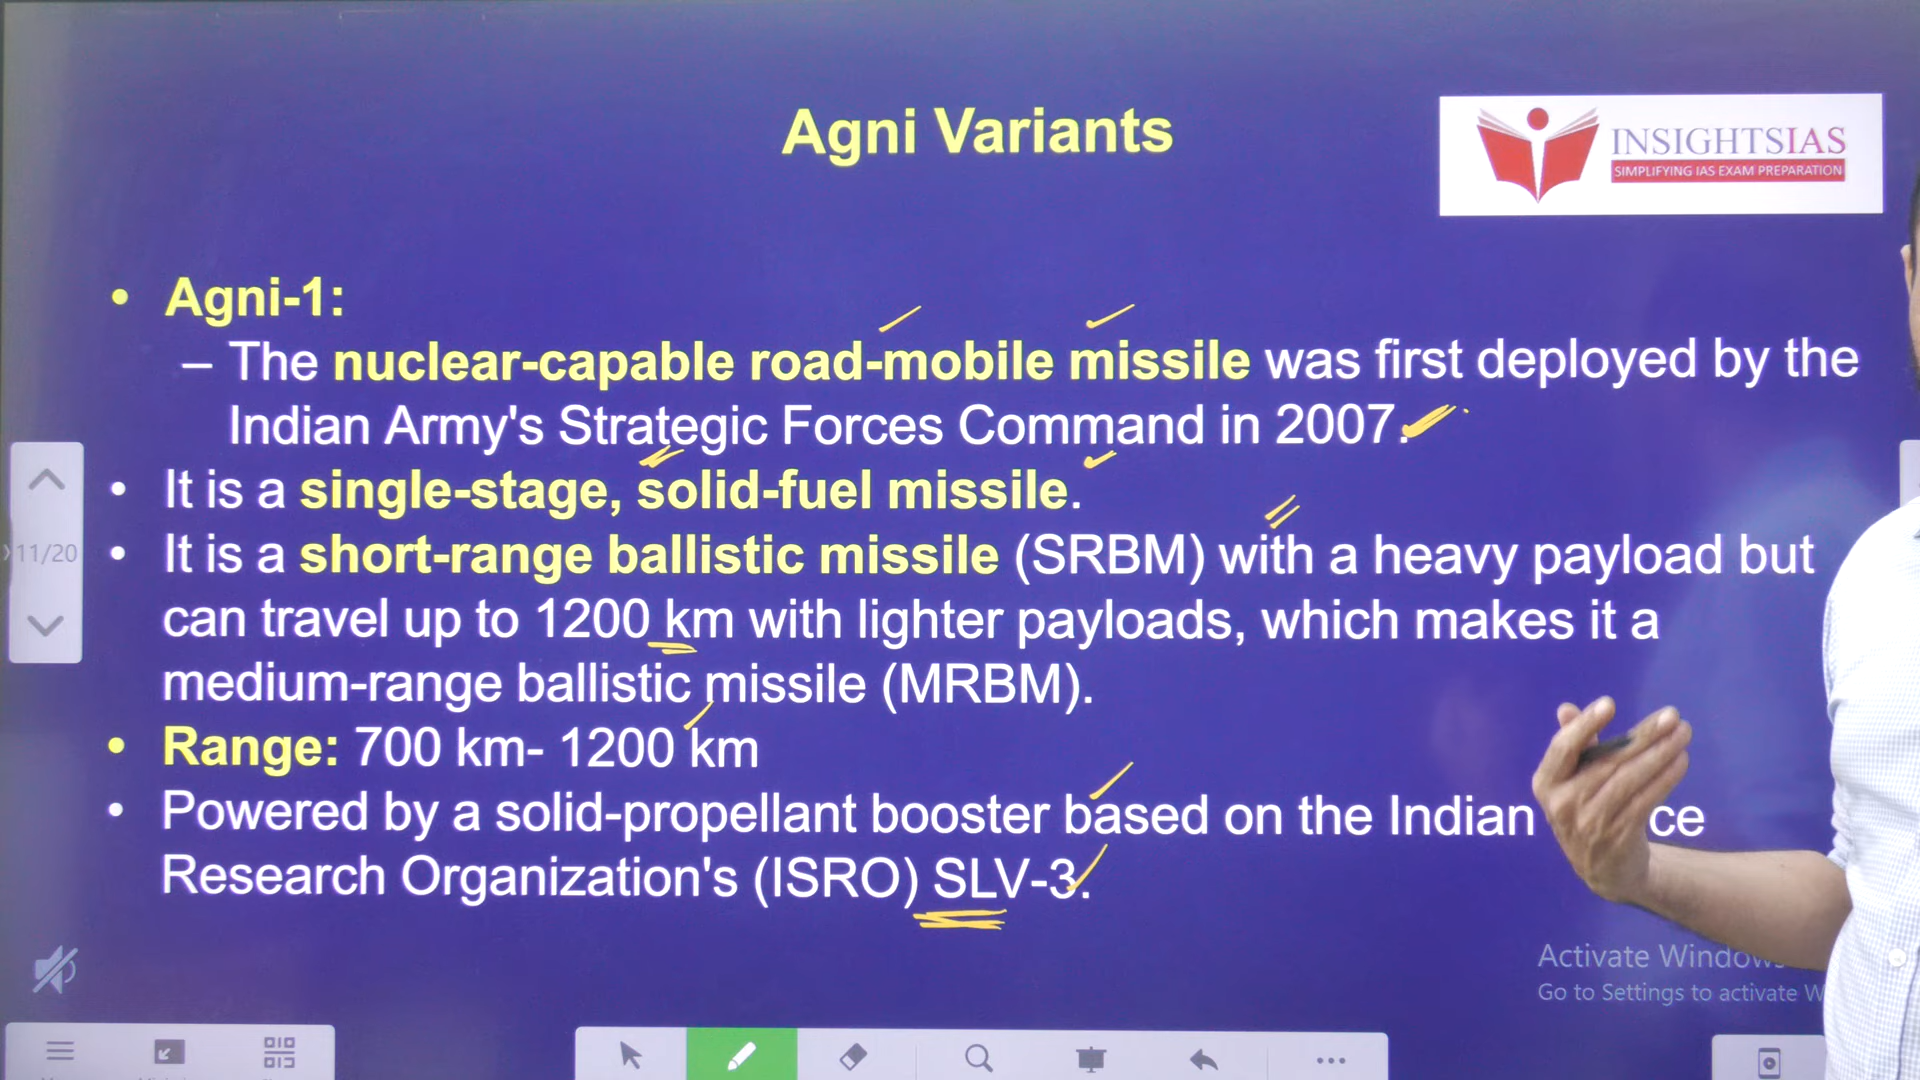 Agni Variants
INSIGHTSIAS
SIMPLIFYING IAS EXAM PREPARATION
• Agni-1:
– The nuclear-capable road-mobile missile was first deployed by the
Indian Army's Strategic Forces Command in 2007.
• It is a single-stage, solid-fuel missile.
• It is a short-range ballistic missile (SRBM) with a heavy payload but
can travel up to 1200 km with lighter payloads, which makes it a
medium-range ballistic missile (MRBM).
• Range: 700 km- 1200 km
• Powered by a solid-propellant booster based on the Indian ce
Research Organization's (ISRO) SLV-3.
11/20
Activate Windows
Go to Settings to activate W